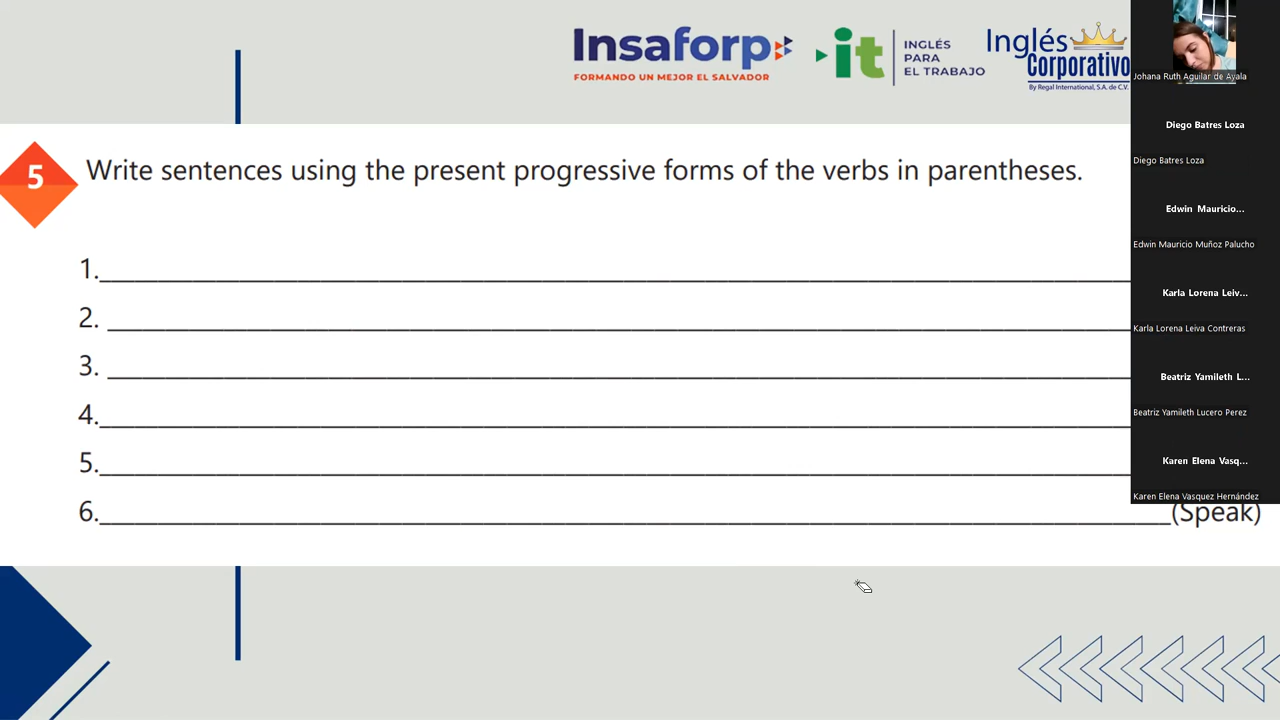 Insaforp
FORMANDO UN MEJOR EL SALVADOR
it
INGLÉS
PARA
EL TRABAJO
Inglés
Corporativo
By Regal International, S.A. de C.V.
5
Write sentences using the present progressive forms of the verbs in parentheses.
1.
2.
3.
4.
5.
6. (Speak)
Johana Ruth Aguilar de Ayala
Diego Batres Loza
Diego Batres Loza
Edwin Mauricio...
Edwin Mauricio Muñoz Palucho
Karla Lorena Leiv...
Karla Lorena Leiva Contreras
Beatriz Yamileth L...
Beatriz Yamileth Lucero Perez
Karen Elena Vasq...
Karen Elena Vasquez Hernández